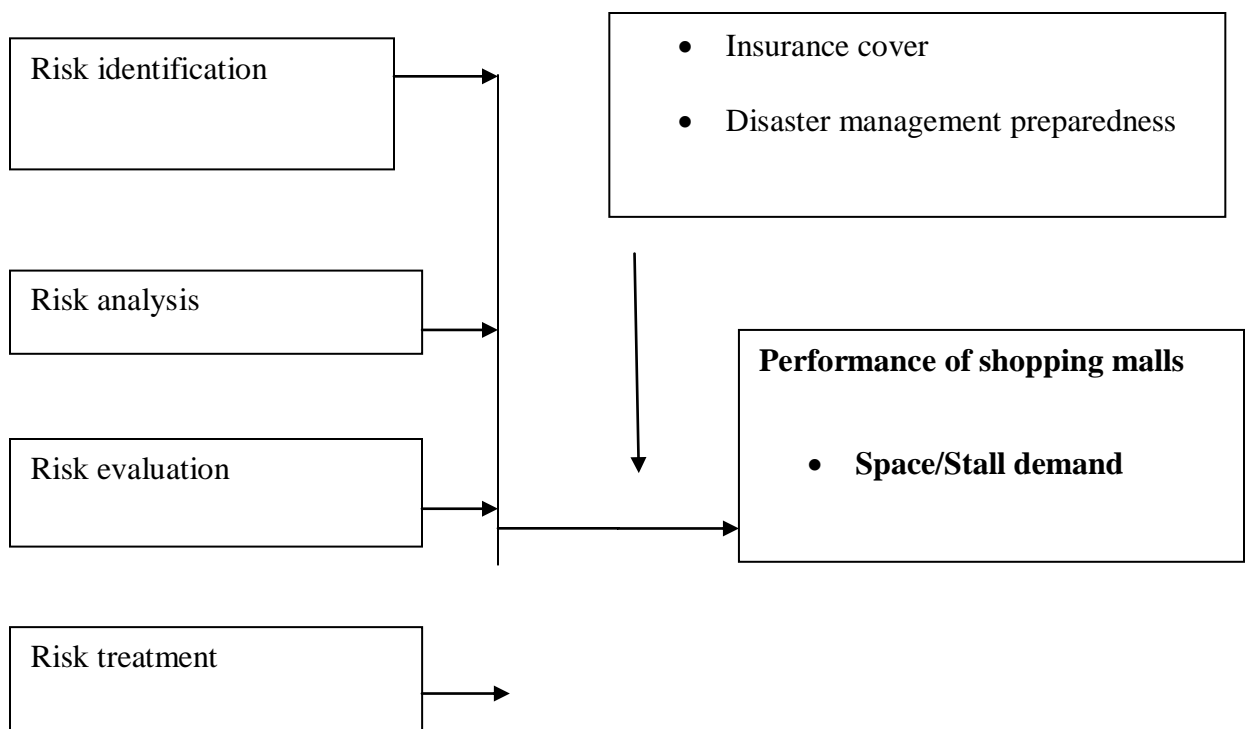 Risk identification
• Insurance cover
• Disaster management preparedness
Risk analysis
Performance of shopping malls
• Space/Stall demand
Risk evaluation
Risk treatment